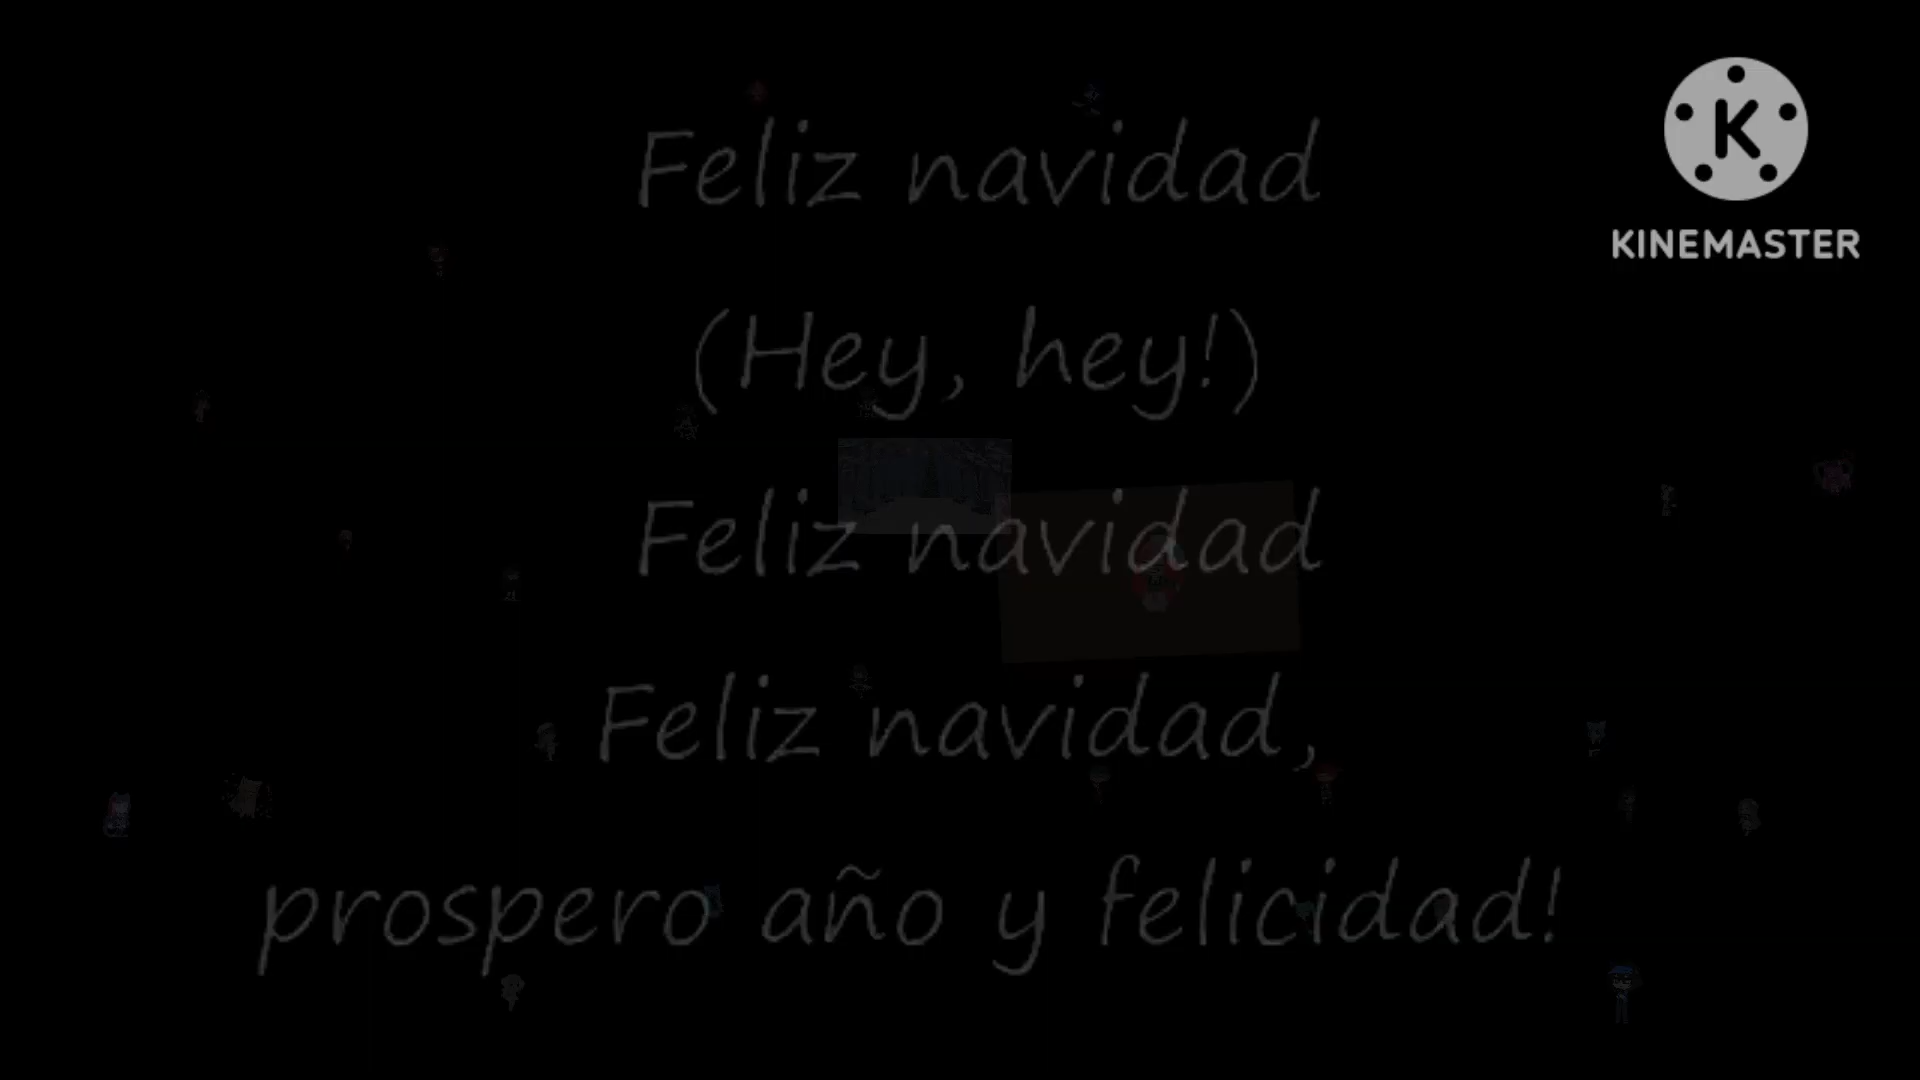 Feliz navidad
(Hey, hey!)
Feliz navidad
Feliz navidad,
prospero año y felicidad!
K
KINEMASTER